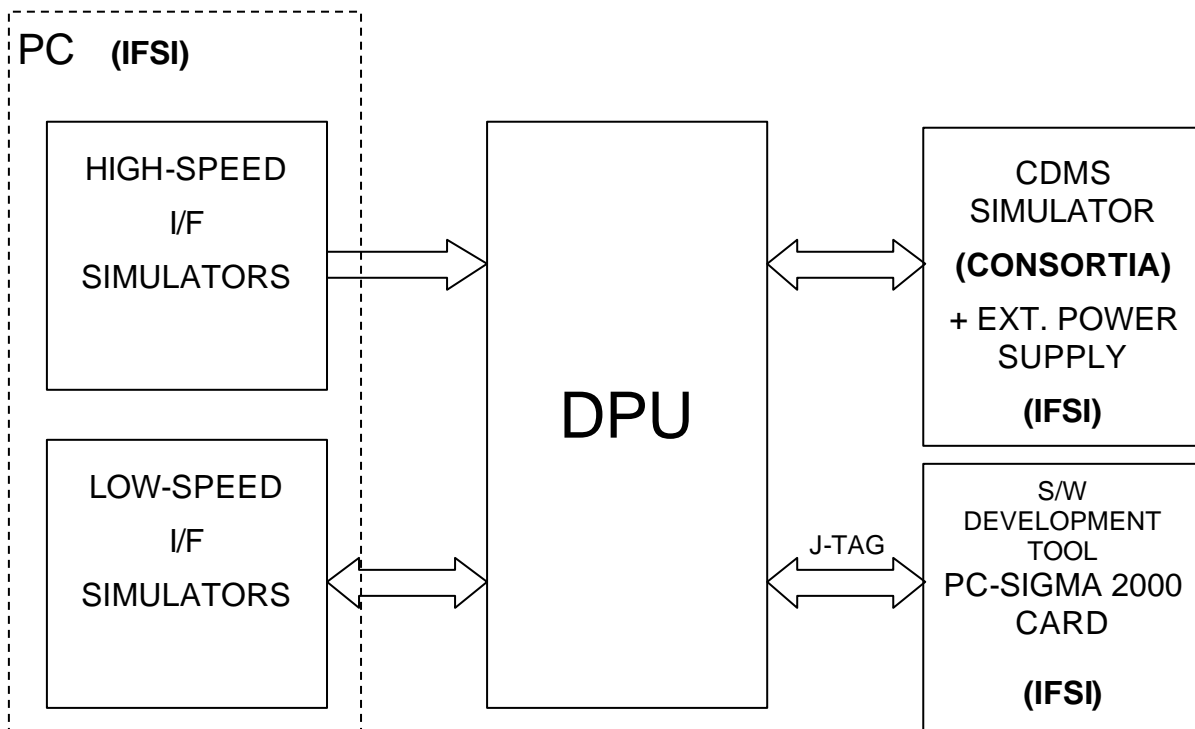 PC (IFSI)
HIGH-SPEED
I/F
SIMULATORS
LOW-SPEED
I/F
SIMULATORS
DPU
CDMS
SIMULATOR
(CONSORTIA)
+ EXT. POWER
SUPPLY
(IFSI)
J-TAG
S/W
DEVELOPMENT
TOOL
PC-SIGMA 2000
CARD
(IFSI)